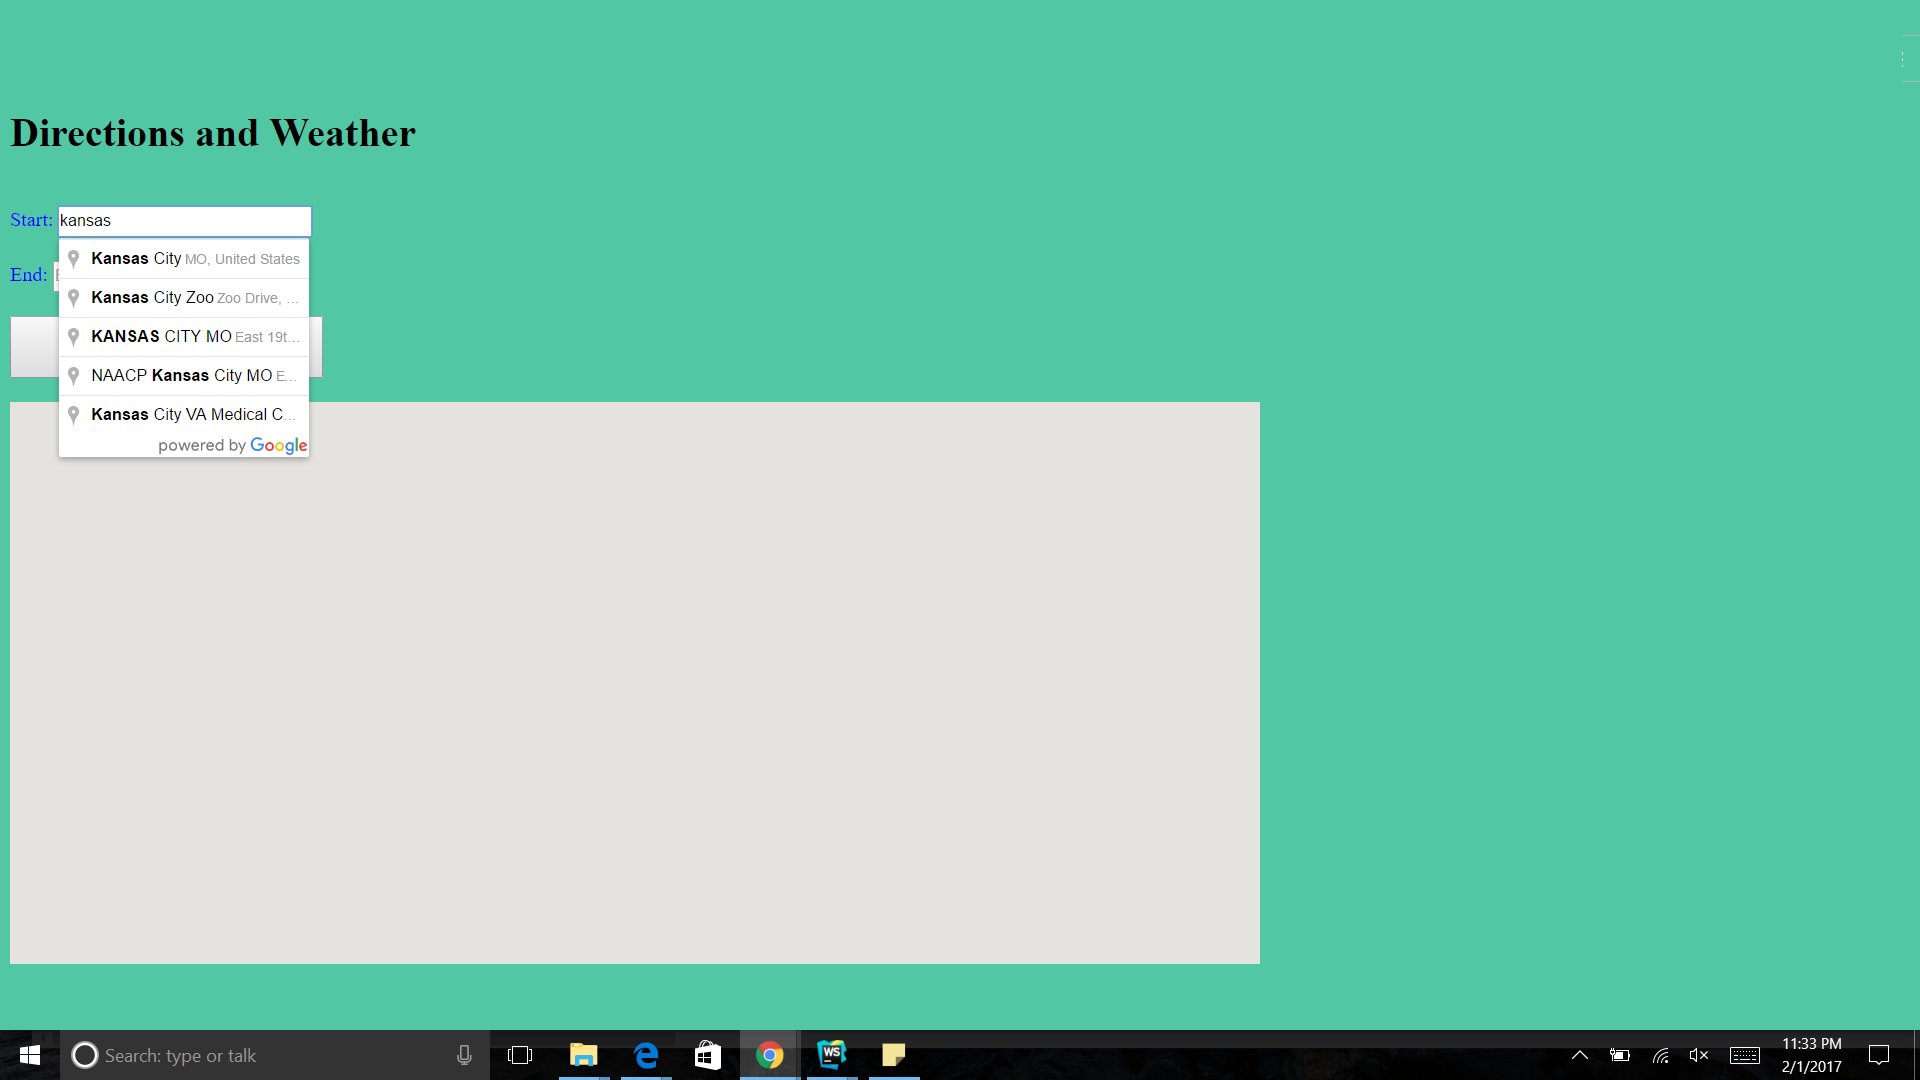 Directions and Weather
Start: kansas
Kansas City MO, United States
End:
Kansas City Zoo Zoo Drive, ...
KANSAS CITY MO East 19t...
NAACP Kansas City MO E...
Kansas City VA Medical C...
powered by Google
Search: type or talk
WS
11:33 PM
2/1/2017